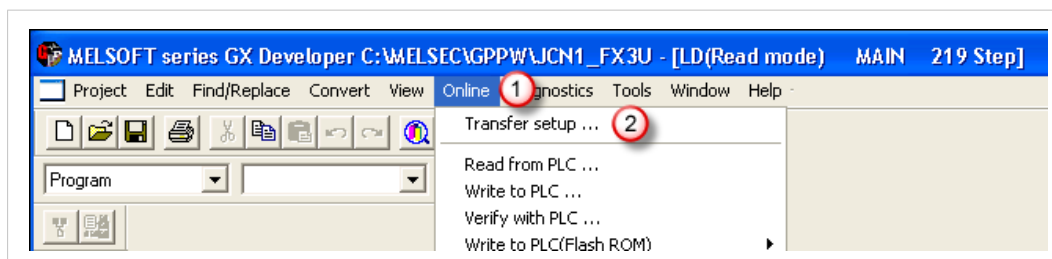 MELSOFT series GX Developer C:\MELSEC\GPPW\JCN1_FX3U - [LD(Read mode) MAIN 219 Step]
Project Edit Find/Replace Convert View Online 1 gnostics Tools Window Help
Transfer setup ... 2
Read from PLC ...
Program
Write to PLC ...
Verify with PLC ...
Write to PLC(Flash ROM)